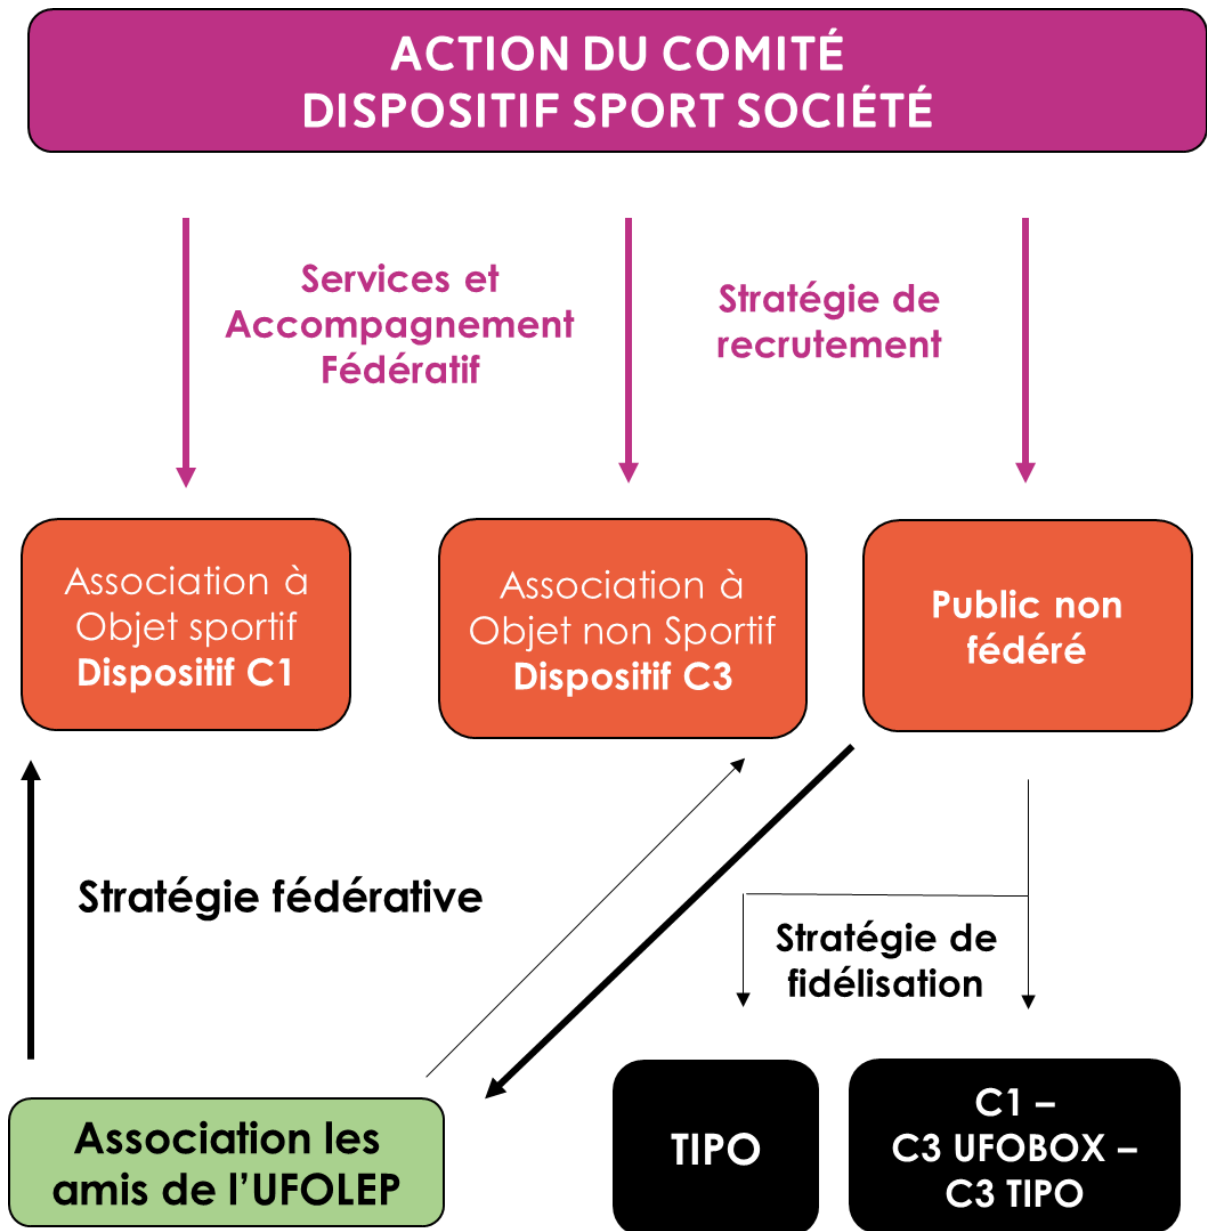 ACTION DU COMITÉ
DISPOSITIF SPORT SOCIÉTÉ
Services et
Accompagnement
Fédératif
Stratégie de
recrutement
Association à
Objet sportif
Dispositif C1
Association à
Objet non Sportif
Dispositif C3
Public non
fédéré
Stratégie fédérative
Stratégie de
fidélisation
Association les
amis de l’UFOLEP
TIPO
C1 –
C3 UFOBOX –
C3 TIPO